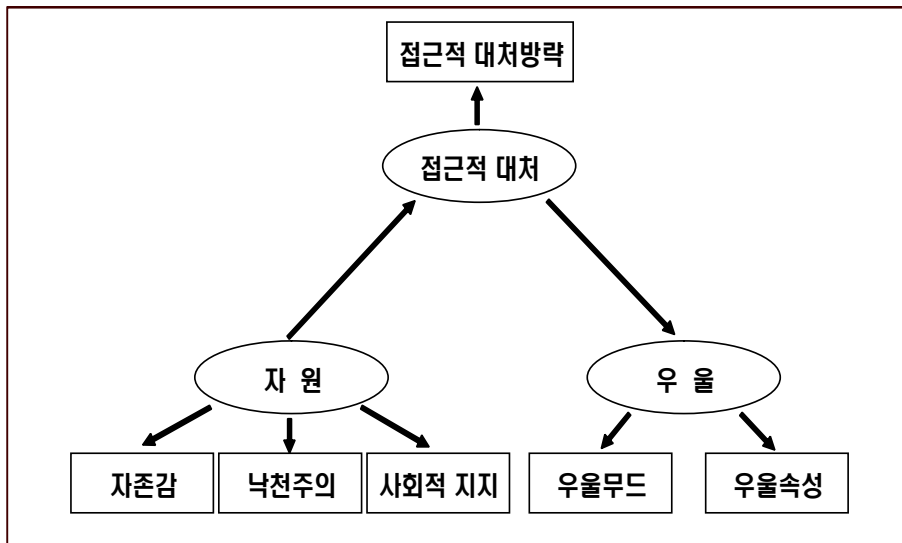 접근적 대처방략
접근적 대처
자 원
우 울
자존감
낙천주의
사회적 지지
우울무드
우울속성